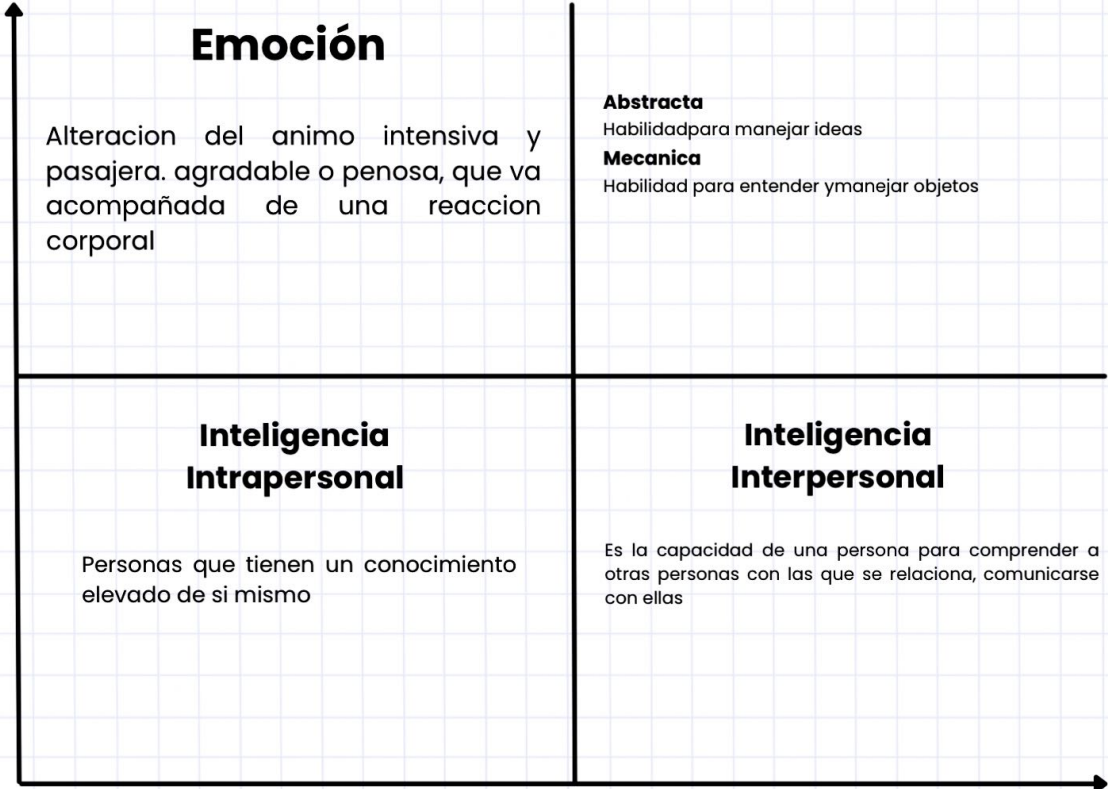 Emoción
Alteracion del animo intensiva y
pasajera. agradable o penosa, que va
acompañada de una reaccion
corporal
Abstracta
Habilidadpara manejar ideas
Mecanica
Habilidad para entender ymanejar objetos
Inteligencia
Intrapersonal
Personas que tienen un conocimiento
elevado de si mismo
Inteligencia
Interpersonal
Es la capacidad de una persona para comprender a
otras personas con las que se relaciona, comunicarse
con ellas